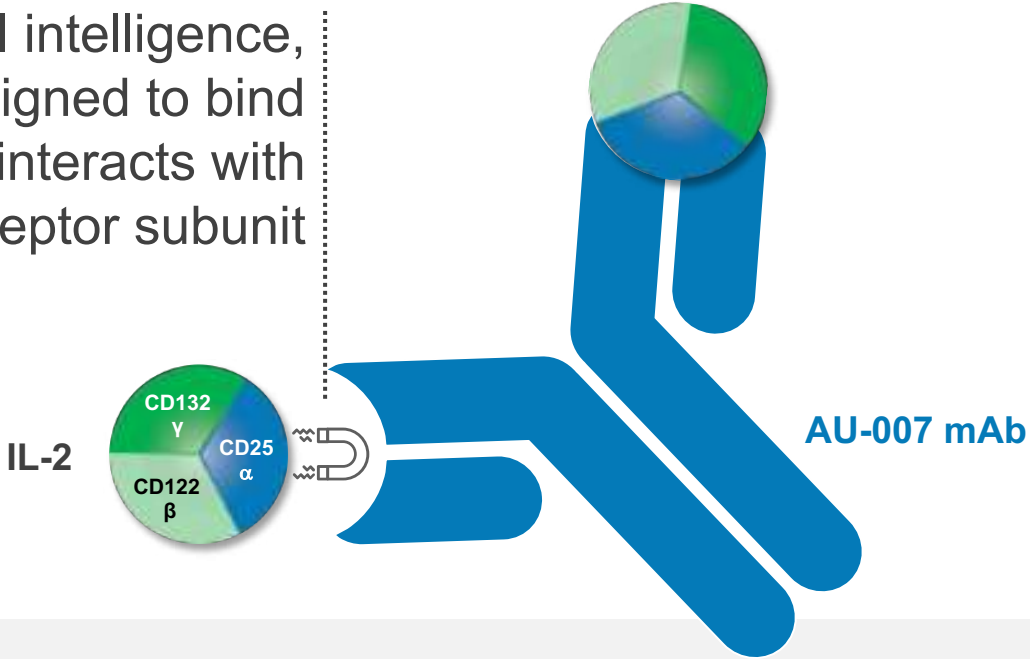 l intelligence,
igned to bind
interacts with
eptor subunit
CD132
γ
CD25
α
CD122
β
IL-2
AU-007 mAb